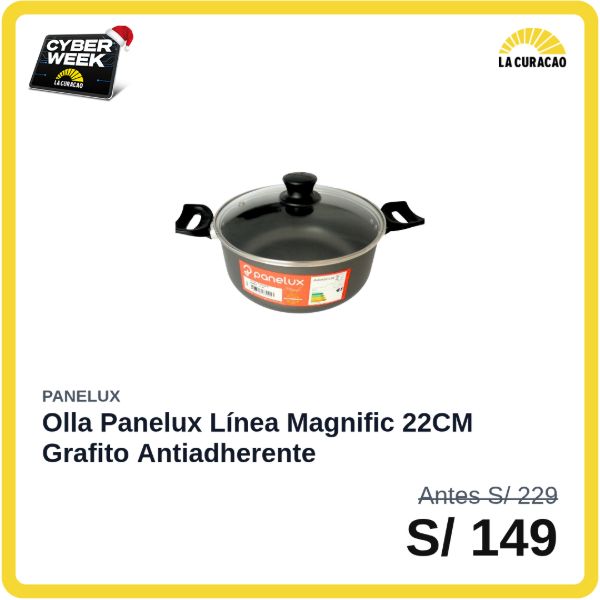 CYBER
WEEK
LA CURACAO
LA CURACAO
panelux
PANELUX
Olla Panelux Línea Magnific 22CM
Grafito Antiadherente
Antes S/ 229
S/ 149